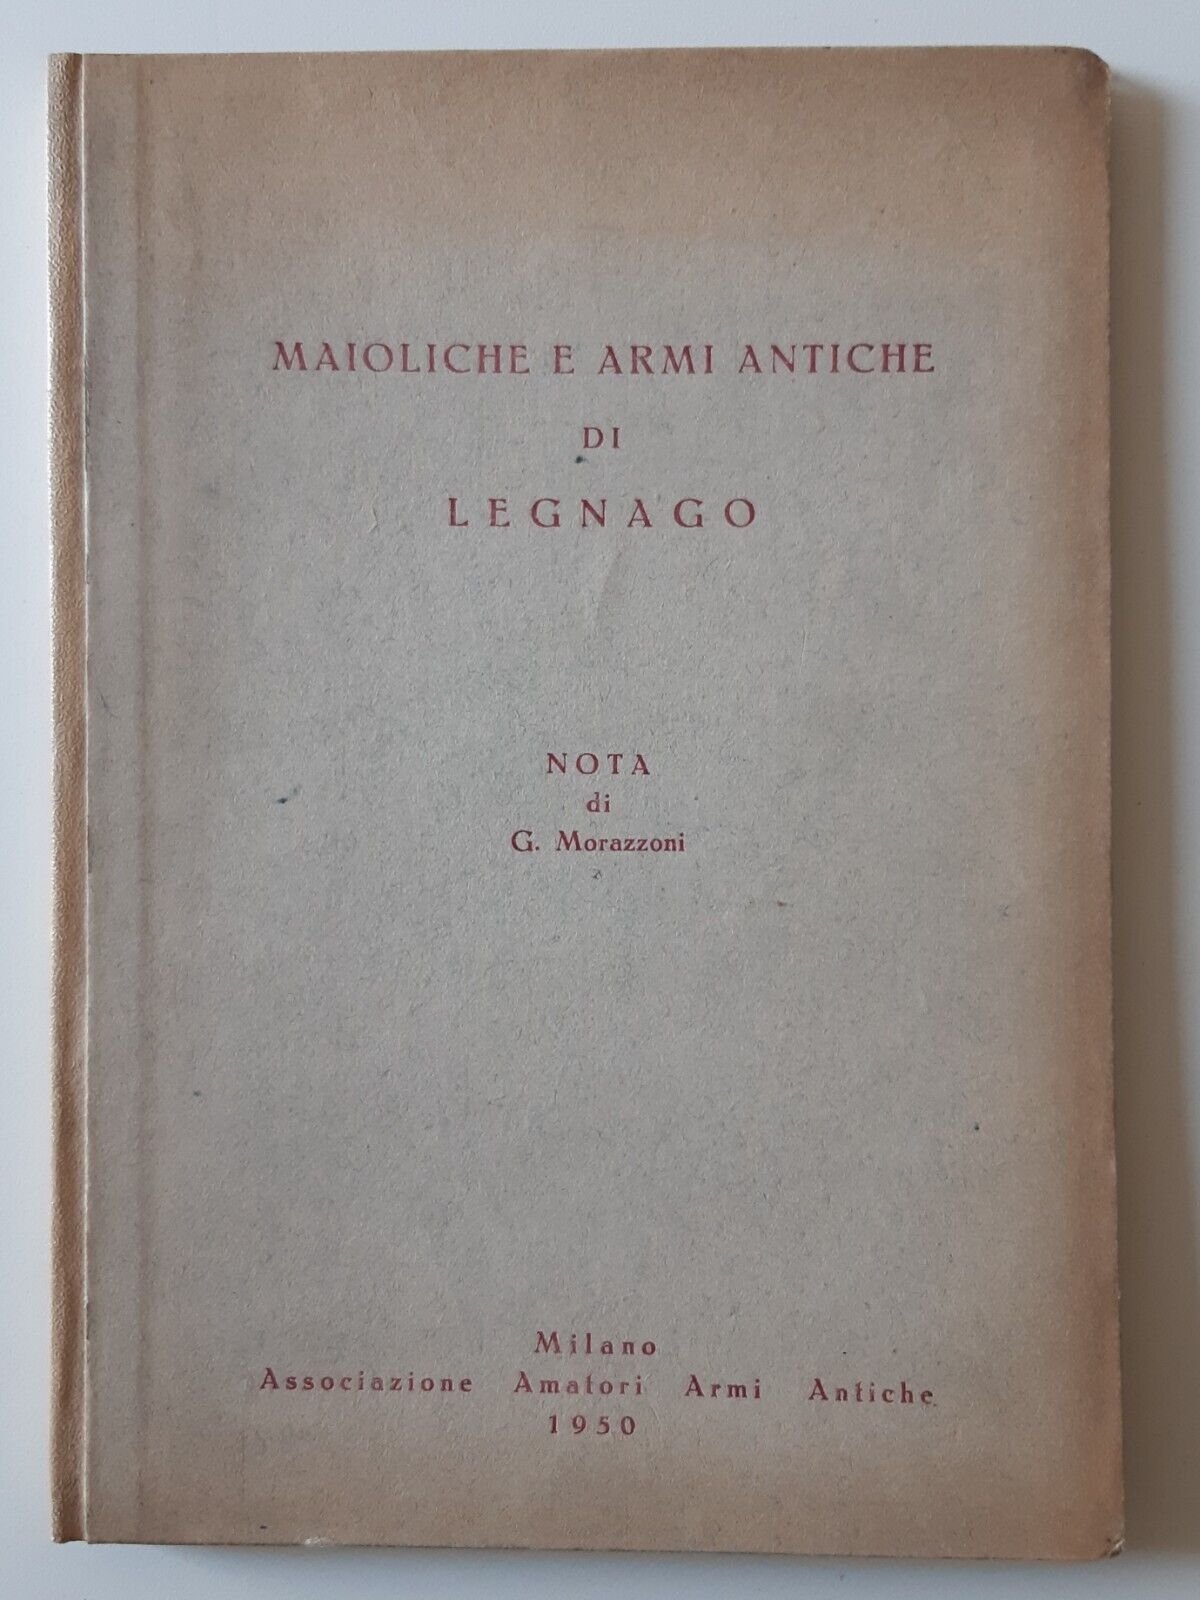 MAIOLICHE E ARMI ANTICHE
DI
LEGNAGO
NOTA
di
G. Morazzoni
Milano
Associazione Amatori Armi Antiche
1950